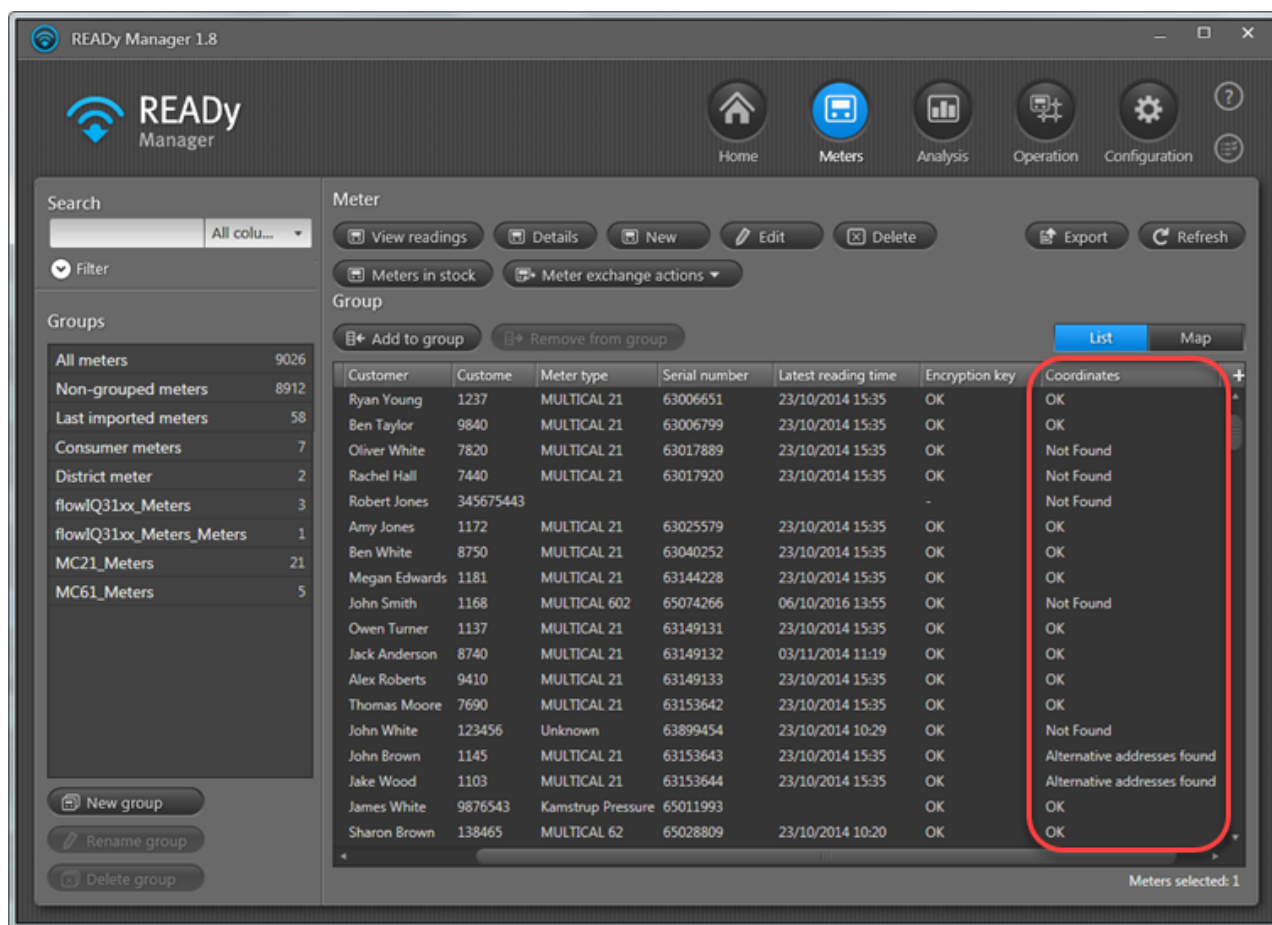 READy Manager 1.8
READy
Manager
Home
Meters
Analysis
Operation
Configuration
?
Search
All colu...
Filter
Groups
All meters 9026
Non-grouped meters 8912
Last imported meters 58
Consumer meters 7
District meter 2
flowIQ31xx_Meters 3
flowIQ31xx_Meters_Meters 1
MC21_Meters 21
MC61_Meters 5
New group
Rename group
Delete group
Meter
View readings Details New Edit Delete Export Refresh
Meters in stock Meter exchange actions
Group
Add to group Remove from group List Map
Customer Custome Meter type Serial number Latest reading time Encryption key Coordinates +
Ryan Young 1237 MULTICAL 21 63006651 23/10/2014 15:35 OK OK
Ben Taylor 9840 MULTICAL 21 63006799 23/10/2014 15:35 OK OK
Oliver White 7820 MULTICAL 21 63017889 23/10/2014 15:35 OK Not Found
Rachel Hall 7440 MULTICAL 21 63017920 23/10/2014 15:35 OK Not Found
Robert Jones 345675443 - Not Found
Amy Jones 1172 MULTICAL 21 63025579 23/10/2014 15:35 OK OK
Ben White 8750 MULTICAL 21 63040252 23/10/2014 15:35 OK OK
Megan Edwards 1181 MULTICAL 21 63144228 23/10/2014 15:35 OK OK
John Smith 1168 MULTICAL 602 65074266 06/10/2016 13:55 OK Not Found
Owen Turner 1137 MULTICAL 21 63149131 23/10/2014 15:35 OK OK
Jack Anderson 8740 MULTICAL 21 63149132 03/11/2014 11:19 OK OK
Alex Roberts 9410 MULTICAL 21 63149133 23/10/2014 15:35 OK OK
Thomas Moore 7690 MULTICAL 21 63153642 23/10/2014 15:35 OK OK
John White 123456 Unknown 63899454 23/10/2014 10:29 OK Not Found
John Brown 1145 MULTICAL 21 63153643 23/10/2014 15:35 OK Alternative addresses found
Jake Wood 1103 MULTICAL 21 63153644 23/10/2014 15:35 OK Alternative addresses found
James White 9876543 Kamstrup Pressure 65011993 OK OK
Sharon Brown 138465 MULTICAL 62 65028809 23/10/2014 10:20 OK OK
Meters selected: 1